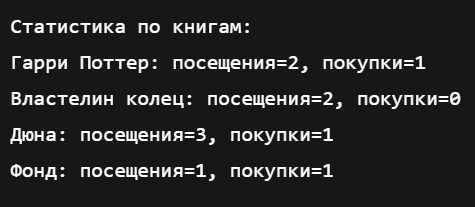 Статистика по книгам:
Гарри Поттер: посещения=2, покупки=1
Властелин колец: посещения=2, покупки=0
Дюна: посещения=3, покупки=1
Фонд: посещения=1, покупки=1